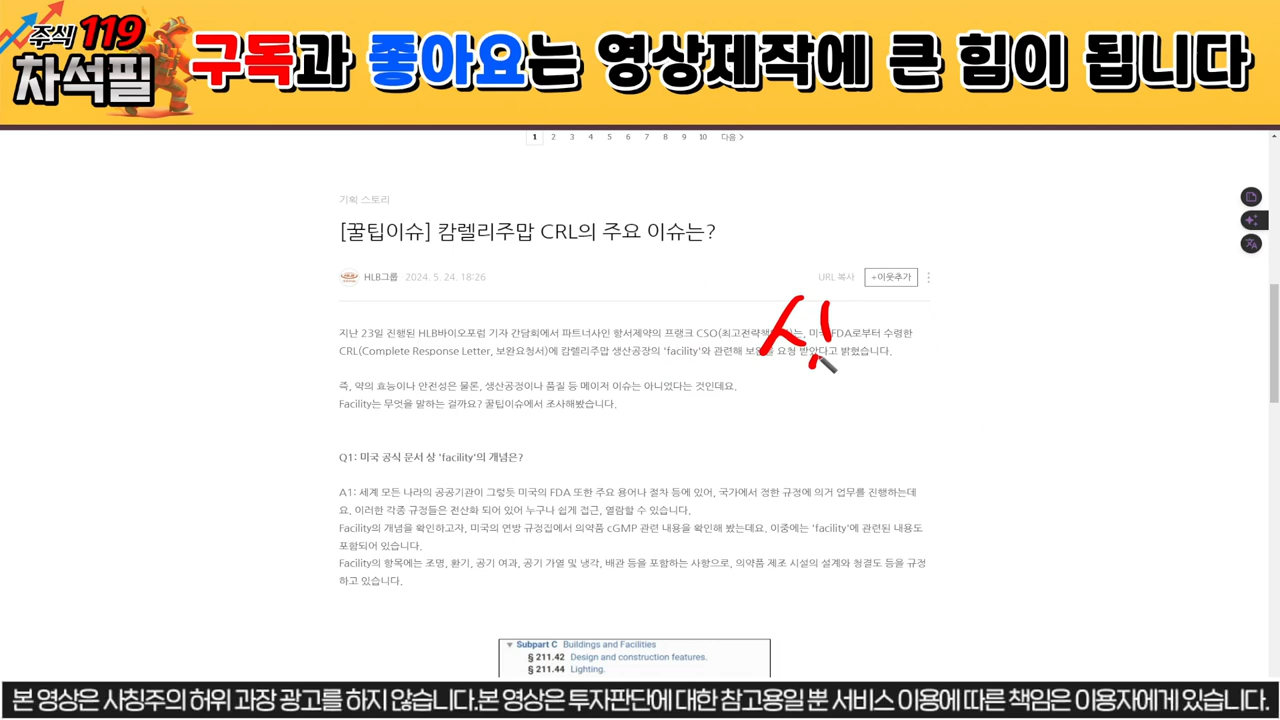 주식 119
차석필
구독과 좋아요는 영상제작에 큰 힘이 됩니다
1 2 3 4 5 6 7 8 9 10 다음 >
기획 스토리
[꿀팁이슈] 캄렐리주맙 CRL의 주요 이슈는?
HLB그룹 2024. 5. 24. 18:26 URL 복사 +이웃추가
지난 23일 진행된 HLB바이오포럼 기자 간담회에서 파트너사인 항서제약의 프랭크 CSO(최고전략책임자)는, 미국 FDA로부터 수령한
CRL(Complete Response Letter, 보완요청서)에 캄렐리주맙 생산공장의 'facility'와 관련해 보완을 요청 받았다고 밝혔습니다.
즉, 약의 효능이나 안전성은 물론, 생산공정이나 품질 등 메이저 이슈는 아니었다는 것인데요.
Facility는 무엇을 말하는 걸까요? 꿀팁이슈에서 조사해봤습니다.
Q1: 미국 공식 문서 상 'facility'의 개념은?
A1: 세계 모든 나라의 공공기관이 그렇듯 미국의 FDA 또한 주요 용어나 절차 등에 있어, 국가에서 정한 규정에 의거 업무를 진행하는데
요. 이러한 각종 규정들은 전산화 되어 있어 누구나 쉽게 접근, 열람할 수 있습니다.
Facility의 개념을 확인하고자, 미국의 연방 규정집에서 의약품 cGMP 관련 내용을 확인해 봤는데요. 이중에는 'facility'에 관련된 내용도
포함되어 있습니다.
Facility의 항목에는 조명, 환기, 공기 여과, 공기 가열 및 냉각, 배관 등을 포함하는 사항으로, 의약품 제조 시설의 설계와 청결도 등을 규정
하고 있습니다.
Subpart C Buildings and Facilities
§ 211.42 Design and construction features.
§ 211.44 Lighting.
본 영상은 사칭주의 허위 과장 광고를 하지 않습니다.본 영상은 투자판단에 대한 참고용일 뿐 서비스 이용에 따른 책임은 이용자에게 있습니다.